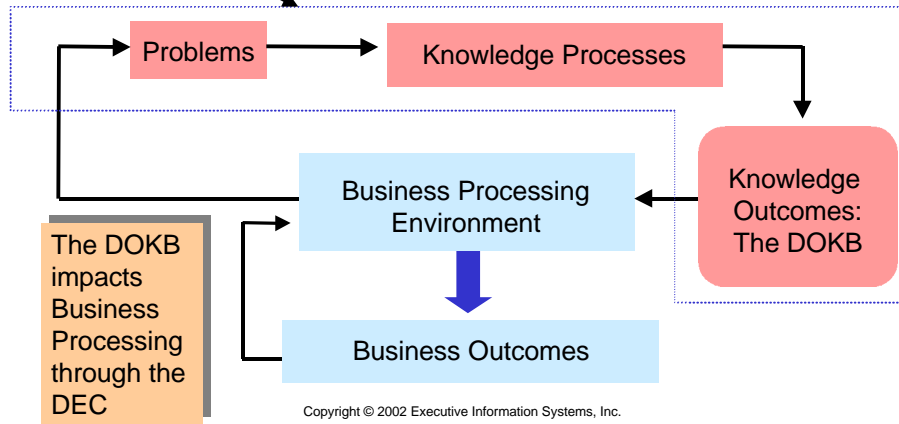 Problems
Knowledge Processes
Knowledge
Outcomes:
The DOKB
Business Processing
Environment
The DOKB
impacts
Business
Processing
through the
DEC
Business Outcomes
Copyright © 2002 Executive Information Systems, Inc.